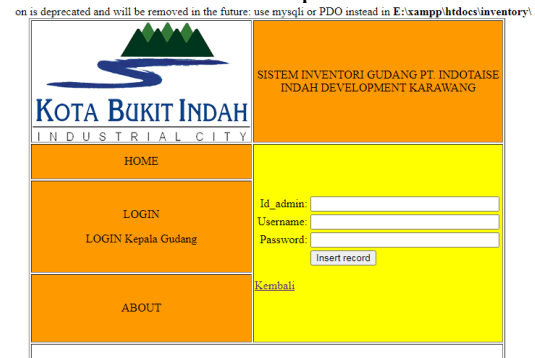 on is deprecated and will be removed in the future: use mysqli or PDO instead in E:\xampp\htdocs\inventory\
KOTA BUKIT INDAH
INDUSTRIAL CITY
SISTEM INVENTORI GUDANG PT. INDOTAISE
INDAH DEVELOPMENT KARAWANG
HOME
LOGIN
LOGIN Kepala Gudang
Id_admin:
Username:
Password:
Insert record
Kembali
ABOUT